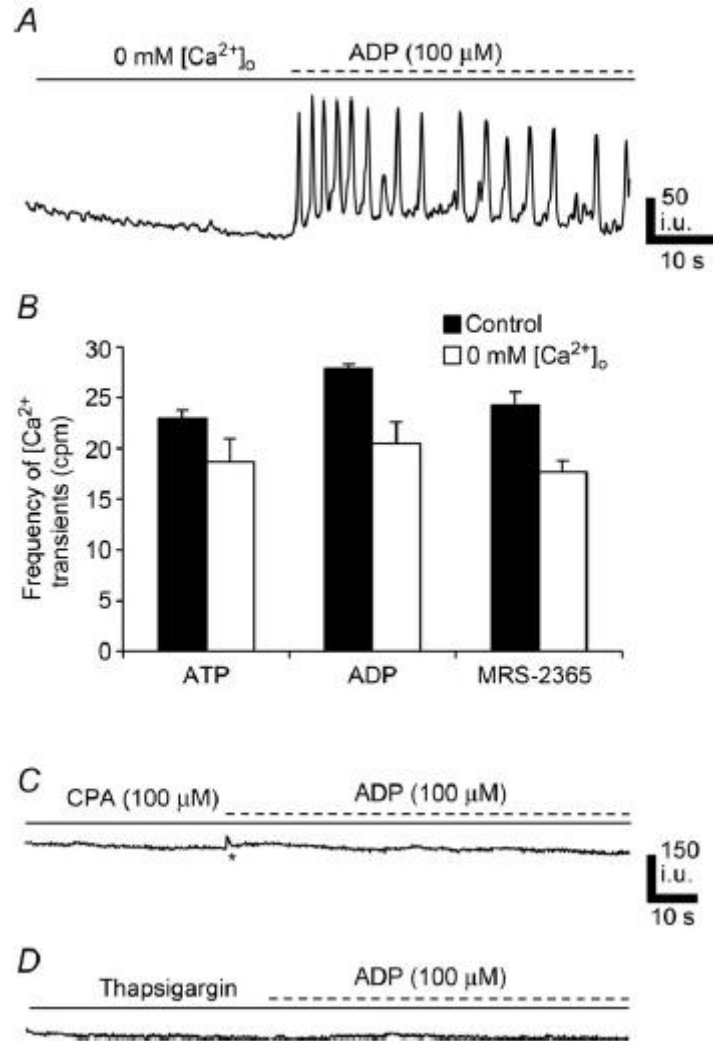 A
0 mM [Ca²⁺]ₒ ADP (100 μM)
50
i.u.
10 s
B
Control
0 mM [Ca²⁺]ₒ
Frequency of [Ca²⁺
transients (cpm)
30
25
20
15
10
5
0
ATP ADP MRS-2365
C
CPA (100 μM) ADP (100 μM)
*
150
i.u.
10 s
D
Thapsigargin ADP (100 μM)